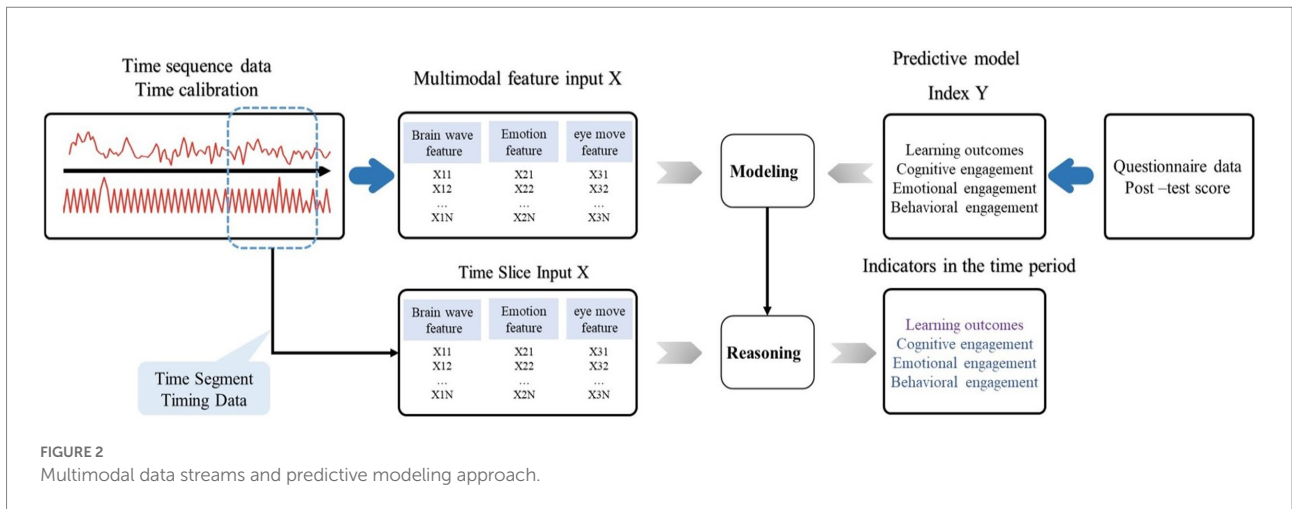 Time sequence data
Time calibration
Multimodal feature input X
Brain wave
feature
X11
X12
...
X1N
Emotion
feature
X21
X22
...
X2N
eye move
feature
X31
X32
...
X3N
Modeling
Predictive model
Index Y
Learning outcomes
Cognitive engagement
Emotional engagement
Behavioral engagement
Questionnaire data
Post –test score
Time Segment
Timing Data
Time Slice Input X
Brain wave
feature
X11
X12
...
X1N
Emotion
feature
X21
X22
...
X2N
eye move
feature
X31
X32
...
X3N
Reasoning
Indicators in the time period
Learning outcomes
Cognitive engagement
Emotional engagement
Behavioral engagement
FIGURE 2
Multimodal data streams and predictive modeling approach.